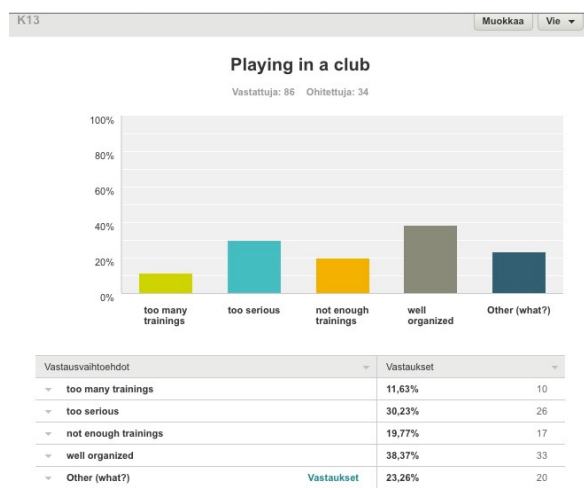 K13
Muokkaa
Vie
Playing in a club
Vastattuja: 86 Ohitettuja: 34
100%
80%
60%
40%
20%
0%
too many
trainings
too serious
not enough
trainings
well
organized
Other (what?)
Vastausvaihtoehdot Vastaukset
too many trainings 11,63% 10
too serious 30,23% 26
not enough trainings 19,77% 17
well organized 38,37% 33
Other (what?) Vastaukset 23,26% 20